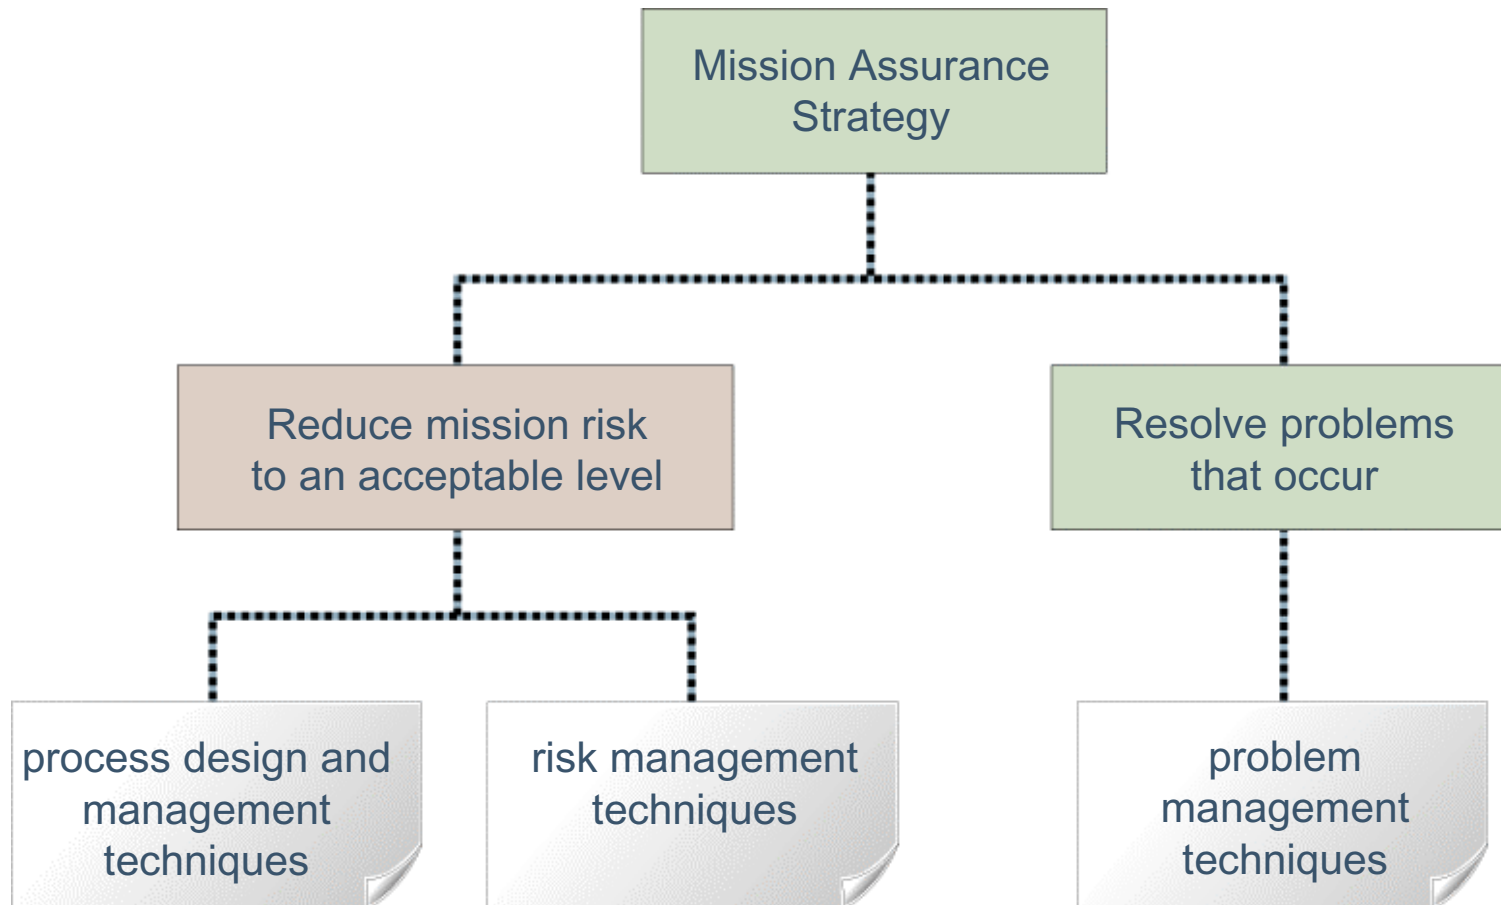 Mission Assurance
Strategy
Reduce mission risk
to an acceptable level
Resolve problems
that occur
process design and
management
techniques
risk management
techniques
problem
management
techniques